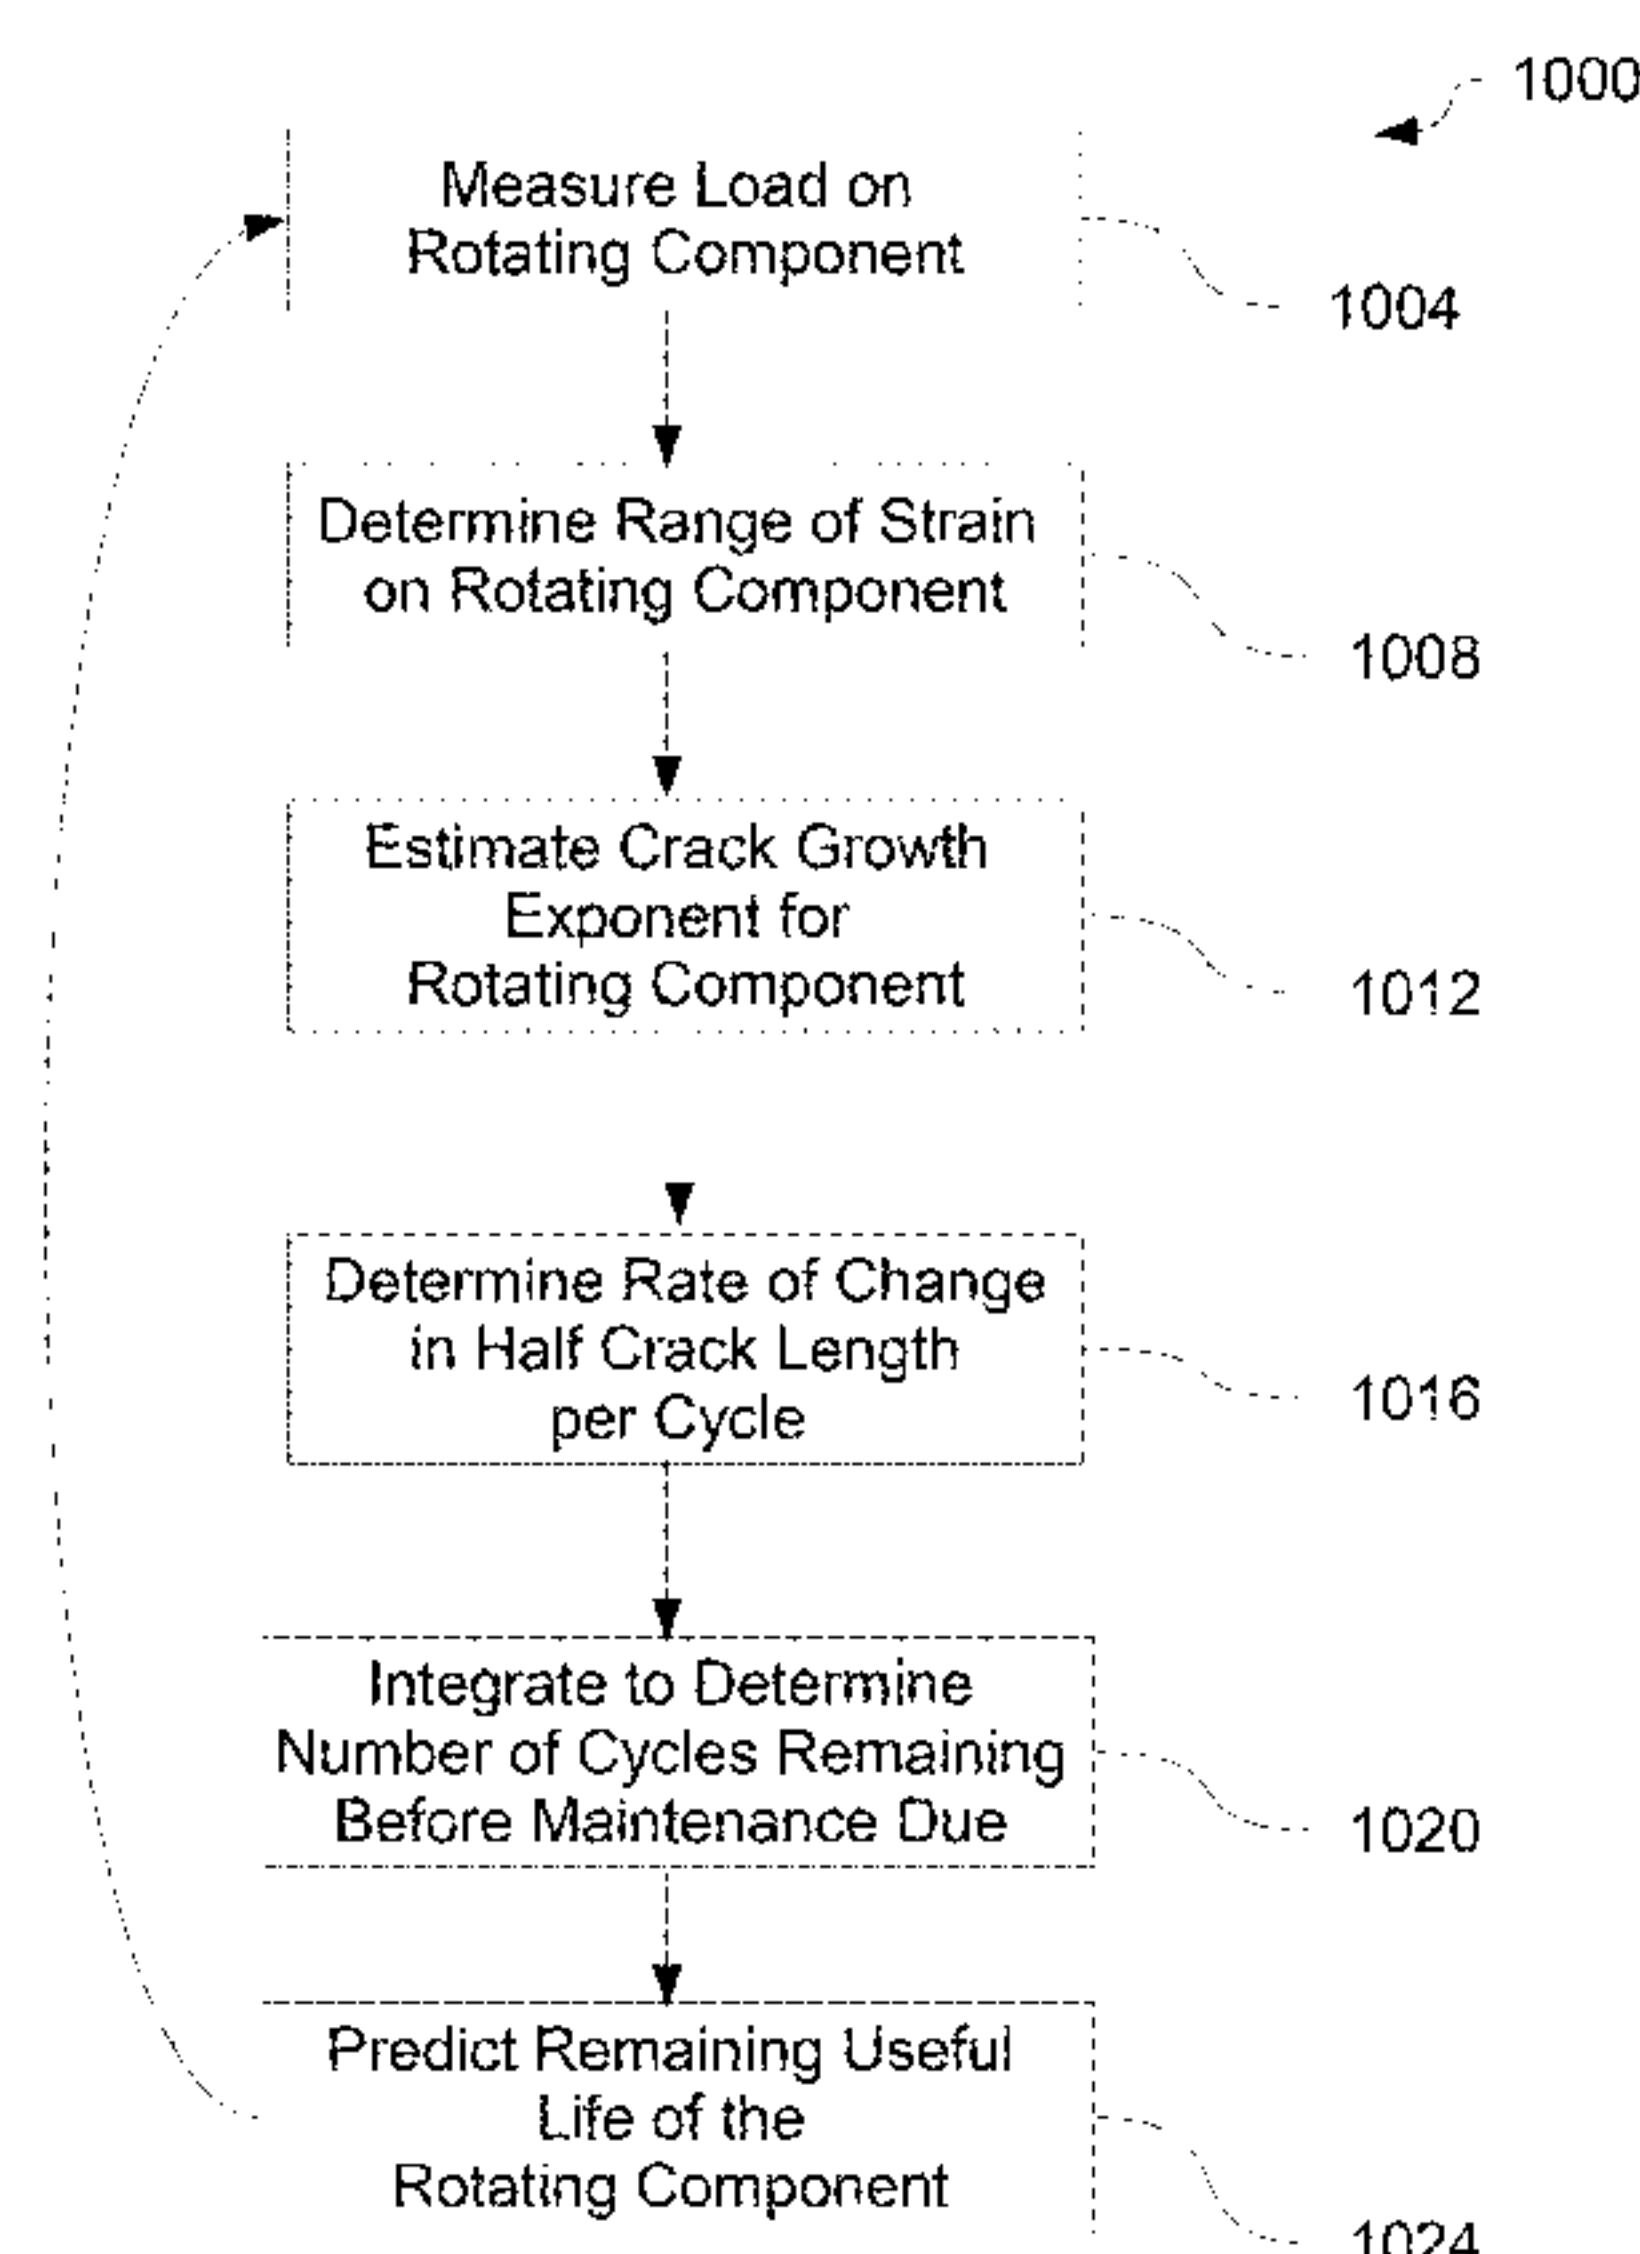 1000
Measure Load on
Rotating Component
1004
Determine Range of Strain
on Rotating Component
1008
Estimate Crack Growth
Exponent for
Rotating Component
1012
Determine Rate of Change
in Half Crack Length
per Cycle
1016
Integrate to Determine
Number of Cycles Remaining
Before Maintenance Due
1020
Predict Remaining Useful
Life of the
Rotating Component
1024